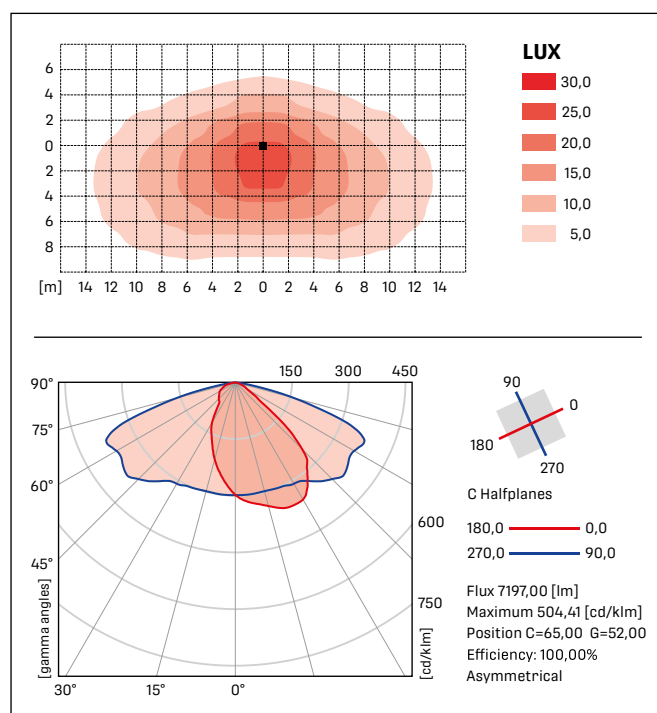 LUX
30,0
25,0
20,0
15,0
10,0
5,0
6
4
2
0
2
4
6
8
[m] 14 12 10 8 6 4 2 0 2 4 6 8 10 12 14
150 300 450
90°
75°
60°
45°
30° 15° 0°
600
750
[gamma angles]
[cd/klm]
90
0
180
270
C Halfplanes
180,0 0,0
270,0 90,0
Flux 7197,00 [lm]
Maximum 504,41 [cd/klm]
Position C=65,00 G=52,00
Efficiency: 100,00%
Asymmetrical